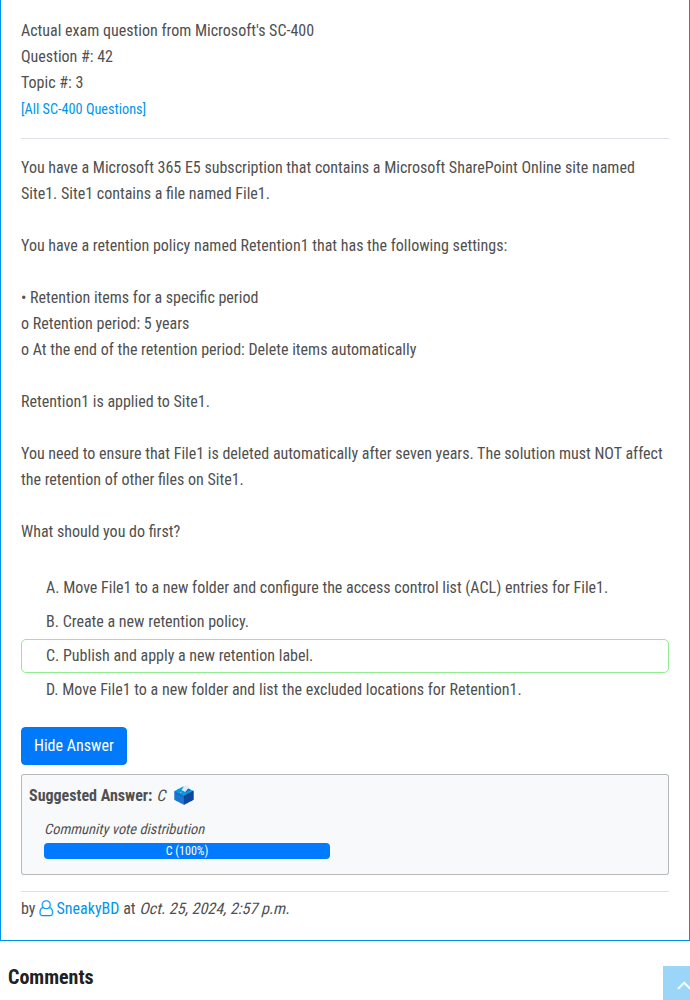 Actual exam question from Microsoft's SC-400
Question #: 42
Topic #: 3
[All SC-400 Questions]
You have a Microsoft 365 E5 subscription that contains a Microsoft SharePoint Online site named
Site1. Site1 contains a file named File1.
You have a retention policy named Retention1 that has the following settings:
• Retention items for a specific period
o Retention period: 5 years
o At the end of the retention period: Delete items automatically
Retention1 is applied to Site1.
You need to ensure that File1 is deleted automatically after seven years. The solution must NOT affect
the retention of other files on Site1.
What should you do first?
A. Move File1 to a new folder and configure the access control list (ACL) entries for File1.
B. Create a new retention policy.
C. Publish and apply a new retention label.
D. Move File1 to a new folder and list the excluded locations for Retention1.
Hide Answer
Suggested Answer: C
Community vote distribution
C (100%)
by SneakyBD at Oct. 25, 2024, 2:57 p.m.
Comments